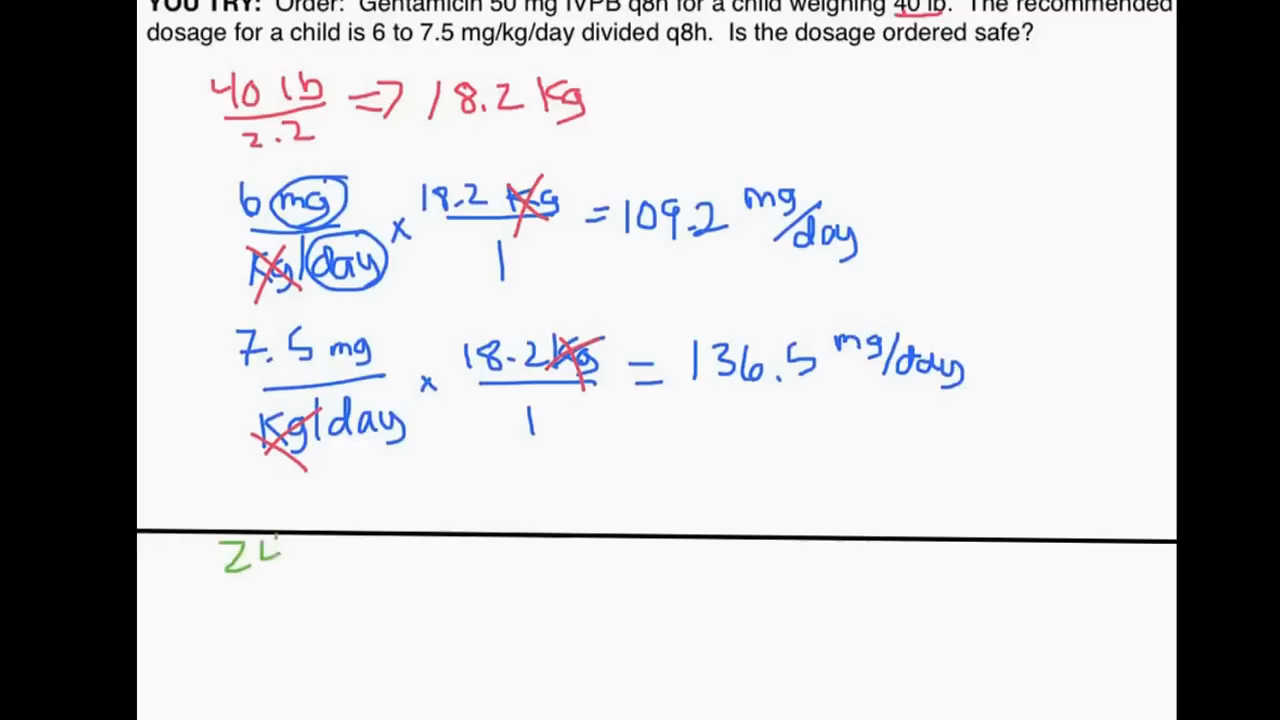 YOU TRY: Order: Gentamicin 50 mg IVPB q8h for a child weighing 40 lb. The recommended
dosage for a child is 6 to 7.5 mg/kg/day divided q8h. Is the dosage ordered safe?
40 lb / 2.2 => 18.2 Kg
6 mg / Kg/day x 18.2 Kg / 1 = 109.2 mg/day
7.5 mg / Kg/day x 18.2 Kg / 1 = 136.5 mg/day